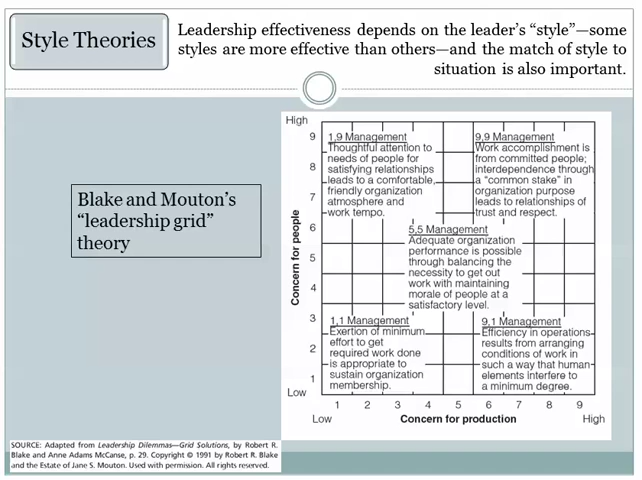 Style Theories
Leadership effectiveness depends on the leader's “style”—some
styles are more effective than others—and the match of style to
situation is also important.
Blake and Mouton's
“leadership grid”
theory
High
9
8
7
6
5
4
3
2
1
Low
Concern for people
1,9 Management
Thoughtful attention to
needs of people for
satisfying relationships
leads to a comfortable,
friendly organization
atmosphere and
work tempo.
9,9 Management
Work accomplishment is
from committed people;
interdependence through
a “common stake” in
organization purpose
leads to relationships of
trust and respect.
5,5 Management
Adequate organization
performance is possible
through balancing the
necessity to get out
work with maintaining
morale of people at a
satisfactory level.
1,1 Management
Exertion of minimum
effort to get
required work done
is appropriate to
sustain organization
membership.
9,1 Management
Efficiency in operations
results from arranging
conditions of work in
such a way that human
elements interfere to
a minimum degree.
1 2 3 4 5 6 7 8 9
Low Concern for production High
SOURCE: Adapted from Leadership Dilemmas—Grid Solutions, by Robert R.
Blake and Anne Adams McCanse, p. 29. Copyright © 1991 by Robert R. Blake
and the Estate of Jane S. Mouton. Used with permission. All rights reserved.